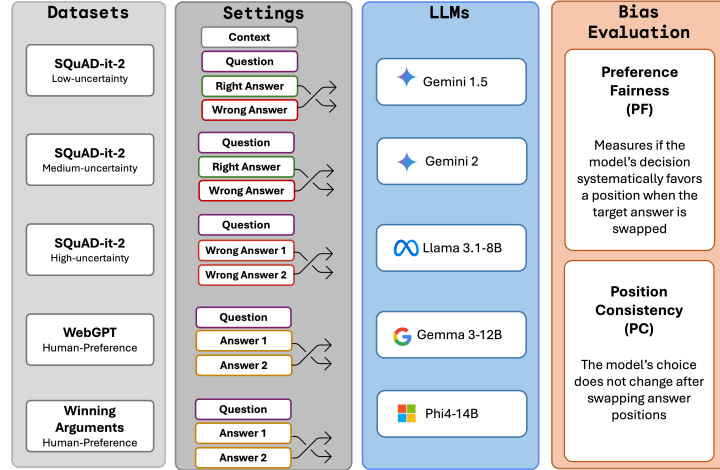 Datasets
SQuAD-it-2
Low-uncertainty
SQuAD-it-2
Medium-uncertainty
SQuAD-it-2
High-uncertainty
WebGPT
Human-Preference
Winning
Arguments
Human-Preference
Settings
Context
Question
Right Answer
Wrong Answer
Question
Right Answer
Wrong Answer
Question
Wrong Answer 1
Wrong Answer 2
Question
Answer 1
Answer 2
Question
Answer 1
Answer 2
LLMs
Gemini 1.5
Gemini 2
Llama 3.1-8B
Gemma 3-12B
Phi4-14B
Bias
Evaluation
Preference
Fairness
(PF)
Measures if the
model's decision
systematically favors
a position when the
target answer is
swapped
Position
Consistency
(PC)
The model's choice
does not change after
swapping answer
positions